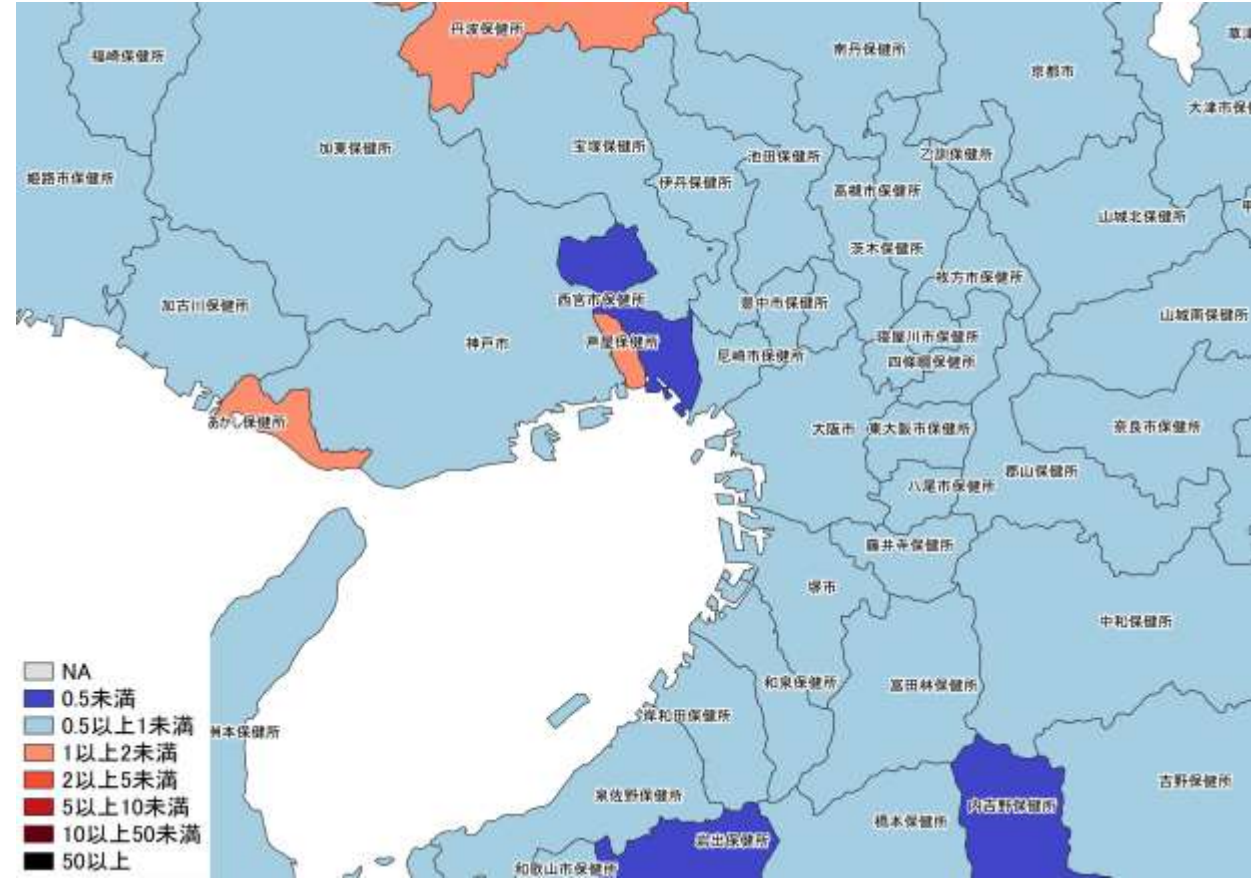 丹波保健所
南丹保健所
福崎保健所
京都市
大津市保
加東保健所
宝塚保健所
池田保健所
乙訓保健所
姫路市保健所
伊丹保健所
高槻市保健所
山城北保健所
茨木保健所
枚方市保健所
加古川保健所
西宮市保健所
豊中市保健所
山城南保健所
神戸市
芦屋保健所
尼崎市保健所
寝屋川市保健所
四條畷保健所
あかし保健所
大阪市
東大阪市保健所
奈良市保健所
郡山保健所
八尾市保健所
藤井寺保健所
堺市
中和保健所
和泉保健所
富田林保健所
岸和田保健所
本保健所
泉佐野保健所
内吉野保健所
吉野保健所
橋本保健所
岩出保健所
和歌山市保健所
NA
0.5未満
0.5以上1未満
1以上2未満
2以上5未満
5以上10未満
10以上50未満
50以上